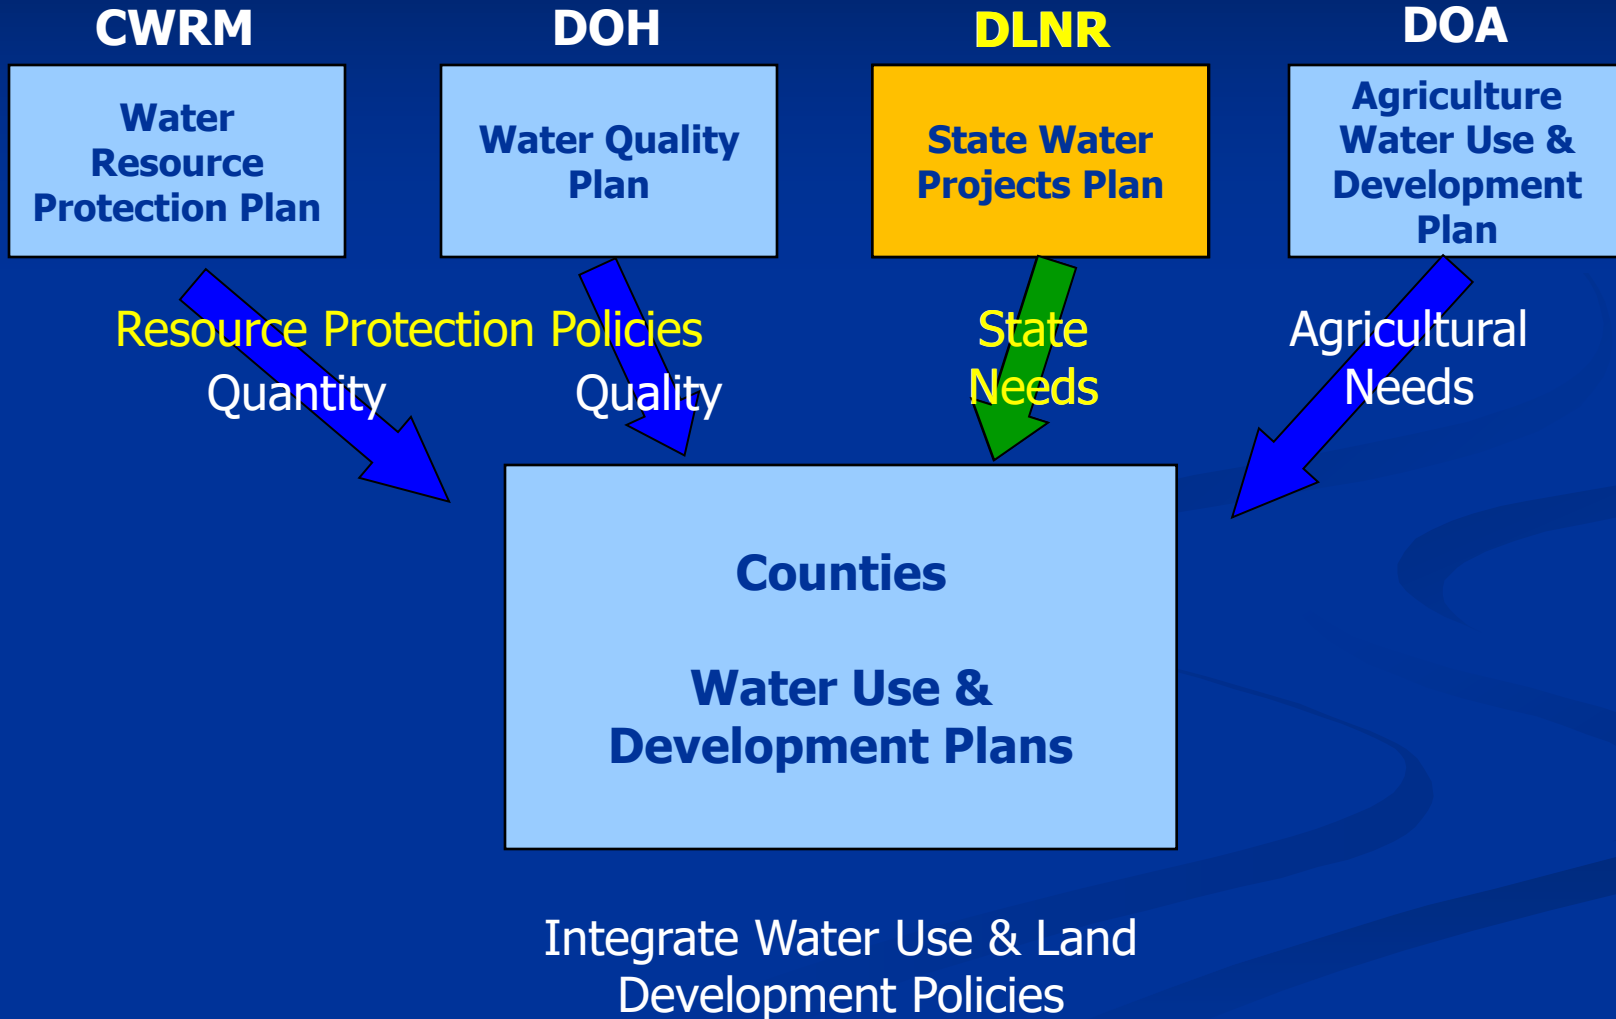 CWRM
DOH
DLNR
DOA
Water
Resource
Protection Plan
Water Quality
Plan
State Water
Projects Plan
Agriculture
Water Use &
Development
Plan
Resource Protection Policies
Quantity
Quality
State
Needs
Agricultural
Needs
Counties
Water Use &
Development Plans
Integrate Water Use & Land
Development Policies